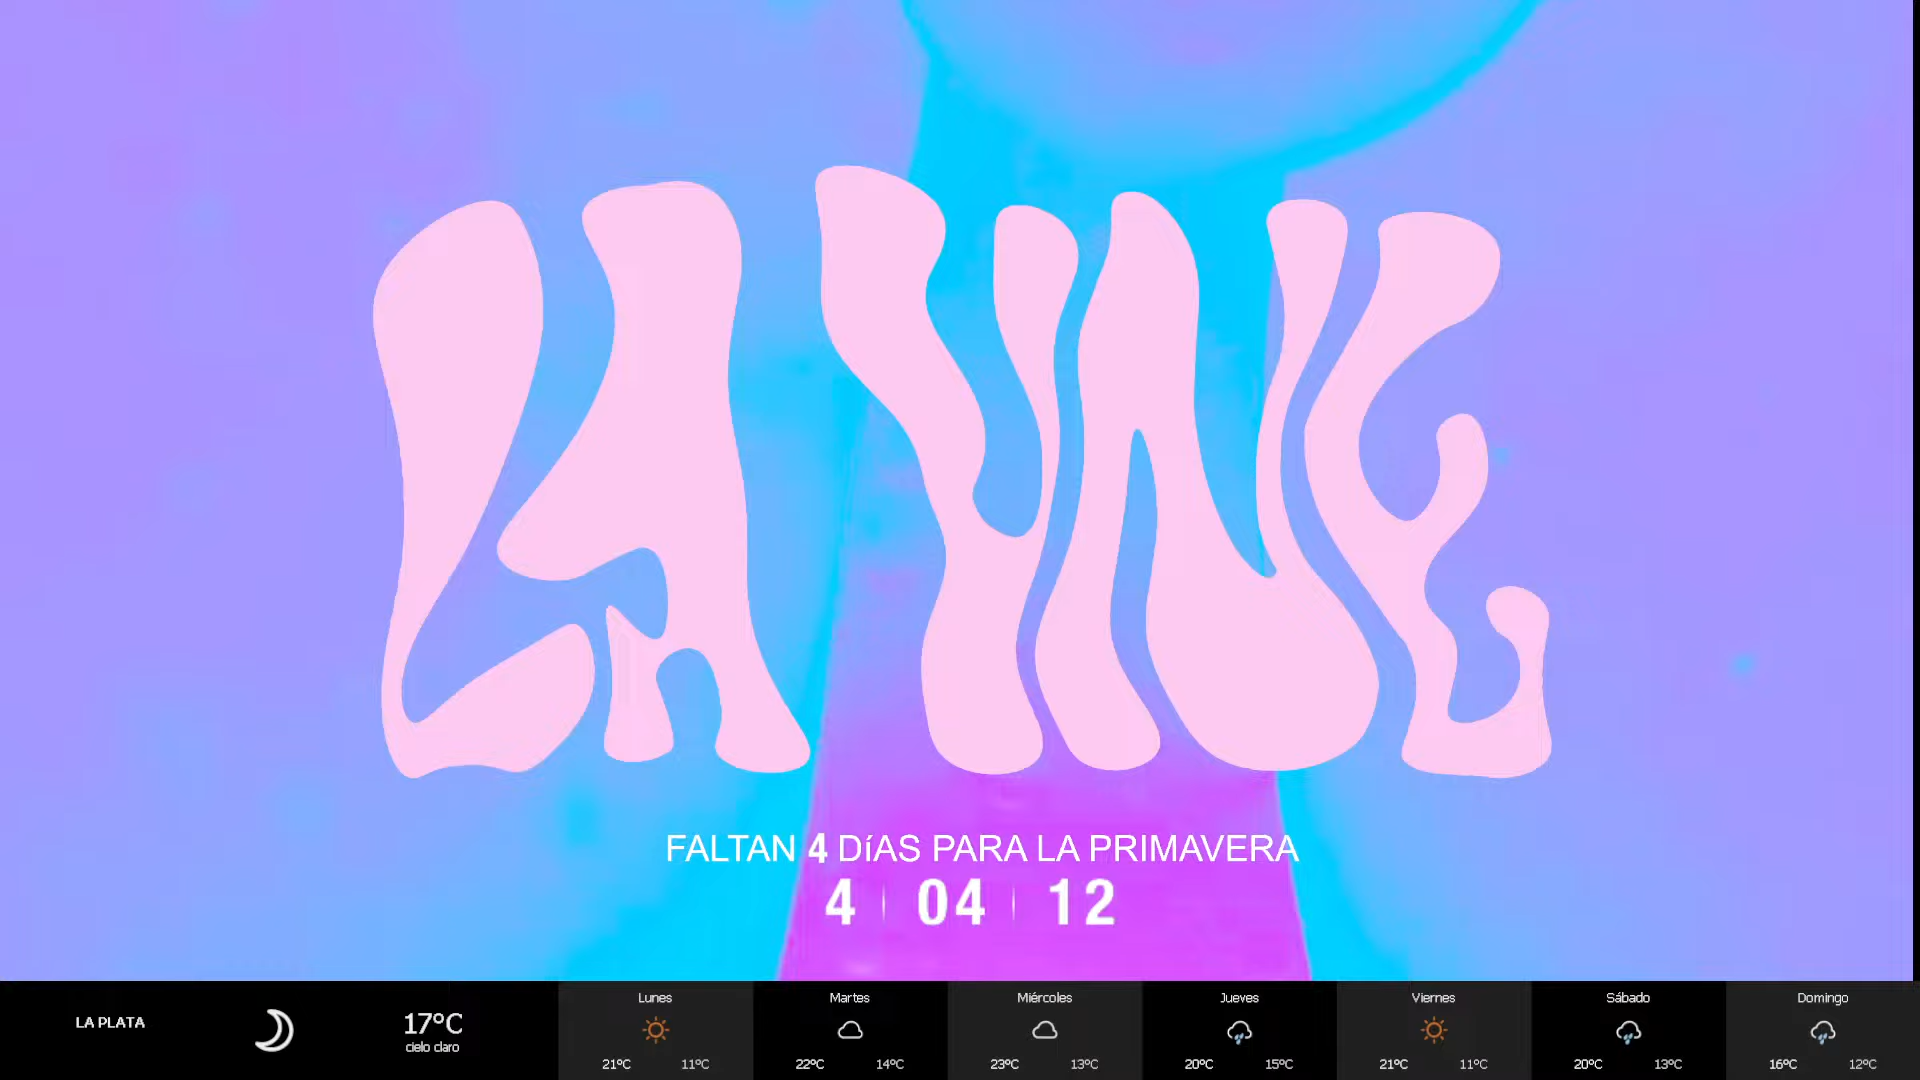 LA YNE
FALTAN 4 DíAS PARA LA PRIMAVERA
4 04 12
LA PLATA
17°C
cielo claro
Lunes
21°C 11°C
Martes
22°C 14°C
Miércoles
23°C 13°C
Jueves
20°C 15°C
Viernes
21°C 11°C
Sábado
20°C 13°C
Domingo
16°C 12°C